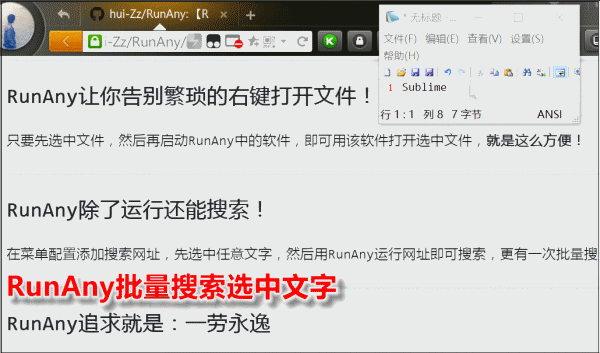 hui-Zz/RunAny: 【R
i-Zz/RunAny/
* 无标题 -
文件(F) 编辑(E) 查看(V) 设置(S)
帮助(H)
1 Sublime
行 1 : 1 列 8 7 字节 ANSI
RunAny让你告别繁琐的右键打开文件！
只要先选中文件，然后再启动RunAny中的软件，即可用该软件打开选中文件，就是这么方便！
RunAny除了运行还能搜索！
在菜单配置添加搜索网址，先选中任意文字，然后用RunAny运行网址即可搜索，更有一次批量搜
RunAny批量搜索选中文字
RunAny追求就是：一劳永逸